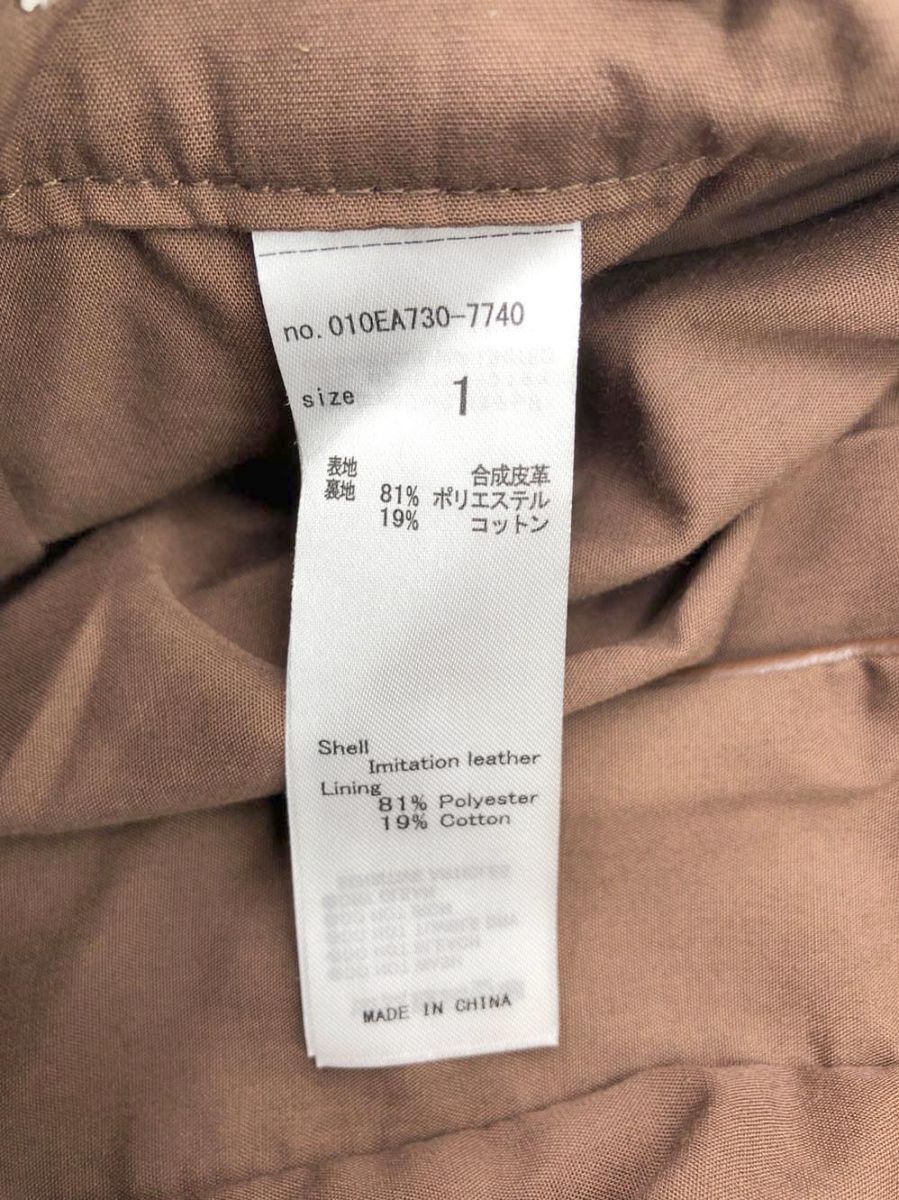 no. 010EA730-7740
size 1
表地 合成皮革
裏地 81% ポリエステル
19% コットン
Shell
Imitation leather
Lining
81% Polyester
19% Cotton
MADE IN CHINA